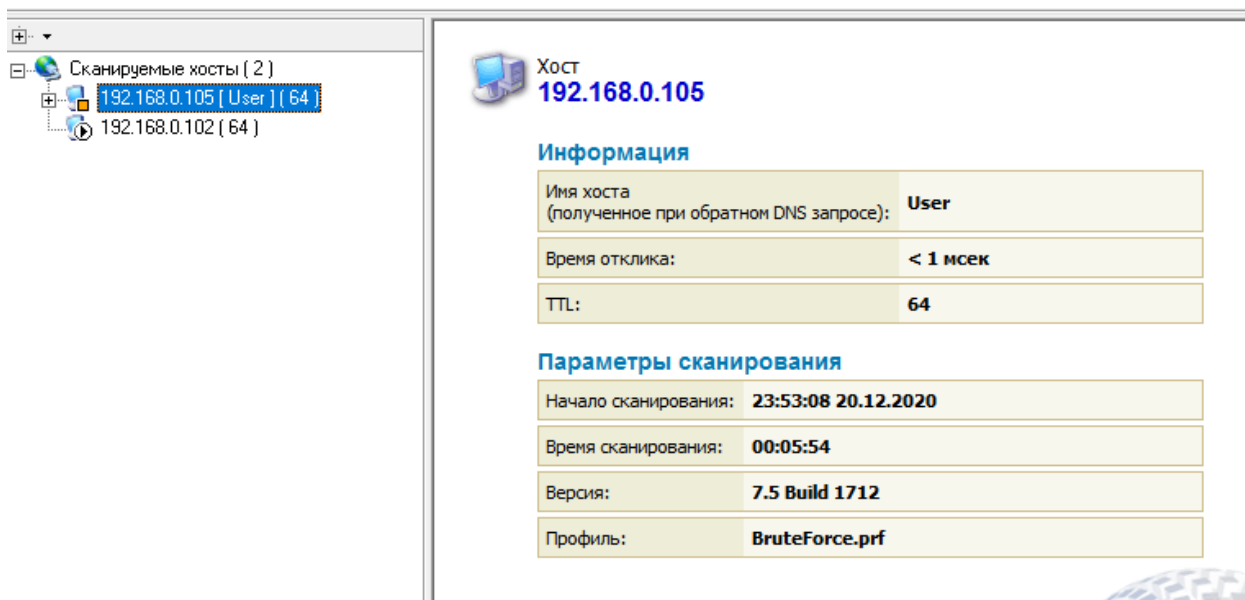 Сканируемые хосты ( 2 )
192.168.0.105 [ User ] ( 64 )
192.168.0.102 ( 64 )
Хост
192.168.0.105
Информация
Имя хоста
(полученное при обратном DNS запросе):
User
Время отклика:
< 1 мсек
TTL:
64
Параметры сканирования
Начало сканирования:
23:53:08 20.12.2020
Время сканирования:
00:05:54
Версия:
7.5 Build 1712
Профиль:
BruteForce.prf